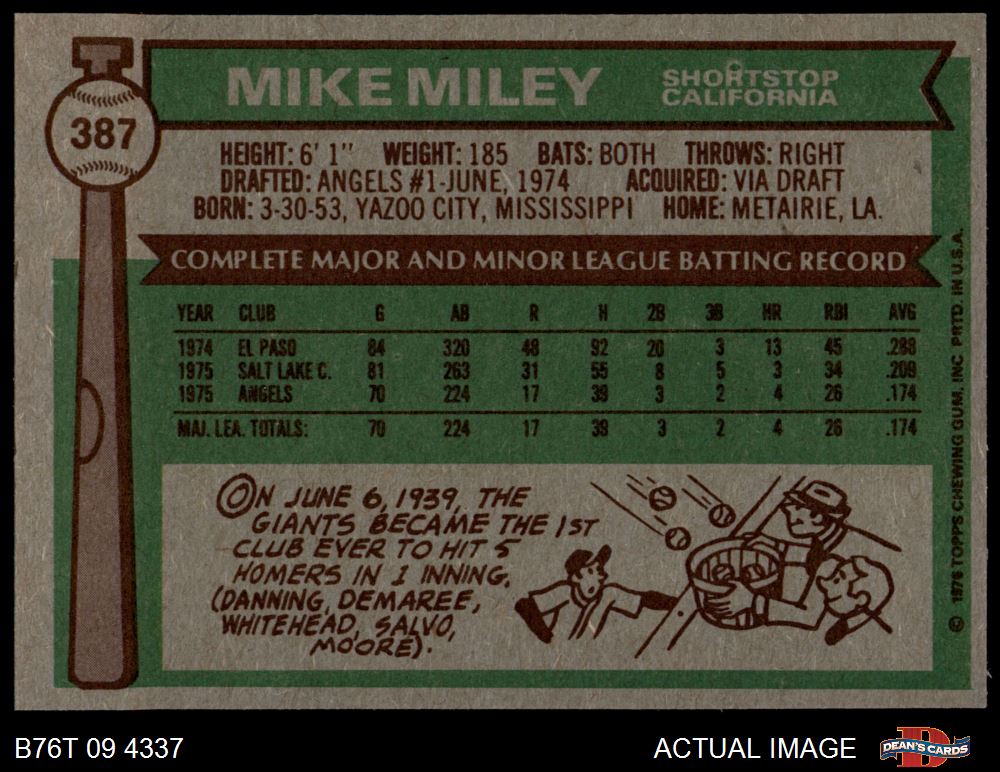 387
MIKE MILEY
SHORTSTOP
CALIFORNIA
HEIGHT: 6' 1" WEIGHT: 185 BATS: BOTH THROWS: RIGHT
DRAFTED: ANGELS #1-JUNE, 1974 ACQUIRED: VIA DRAFT
BORN: 3-30-53, YAZOO CITY, MISSISSIPPI HOME: METAIRIE, LA.
COMPLETE MAJOR AND MINOR LEAGUE BATTING RECORD
YEAR CLUB G AB R H 2B 3B HR RBI AVG
1974 EL PASO 84 320 48 92 20 3 13 45 .288
1975 SALT LAKE C. 81 263 31 55 8 5 3 34 .209
1975 ANGELS 70 224 17 39 3 2 4 26 .174
MAJ. LEA. TOTALS: 70 224 17 39 3 2 4 26 .174
ON JUNE 6, 1939, THE
GIANTS BECAME THE 1ST
CLUB EVER TO HIT 5
HOMERS IN 1 INNING.
(DANNING, DEMAREE,
WHITEHEAD, SALVO,
MOORE).
© 1976 TOPPS CHEWING GUM, INC. PRTD. IN U.S.A.
B76T 09 4337
ACTUAL IMAGE
D
DEAN'S CARDS